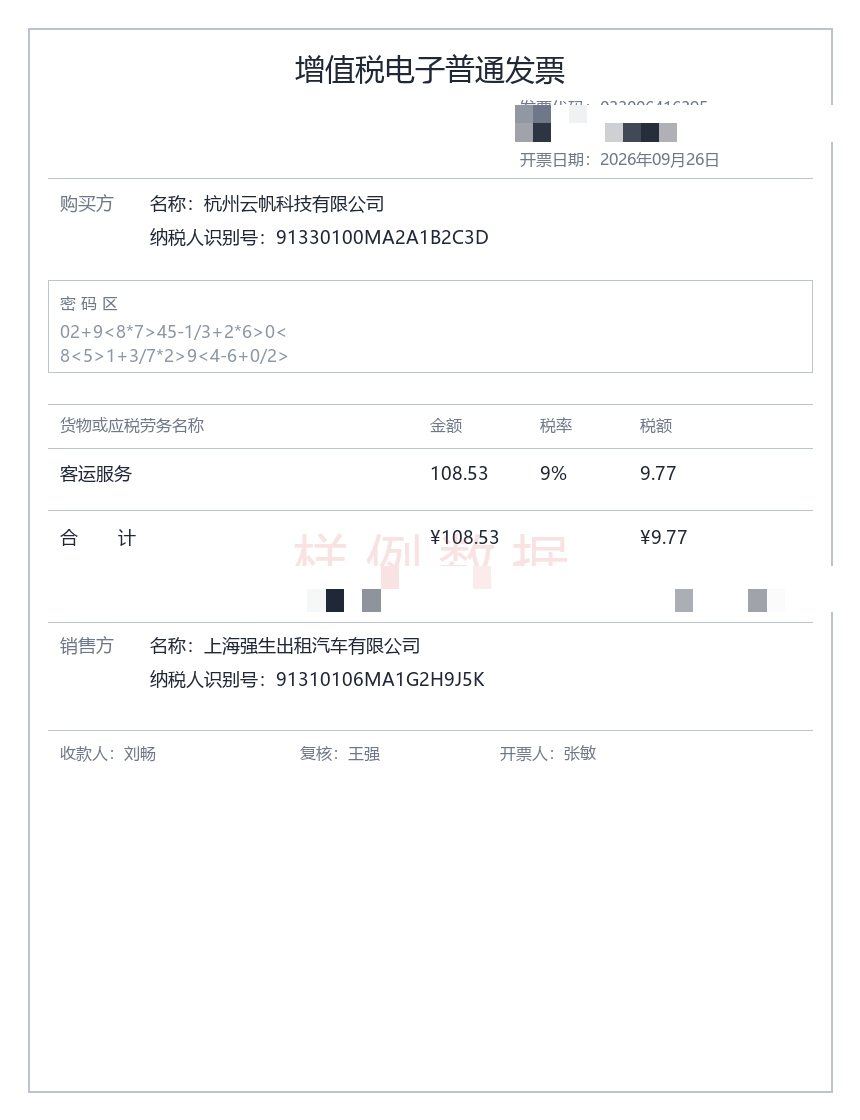 增值税电子普通发票
开票日期：2026年09月26日
购买方 名称：杭州云帆科技有限公司
纳税人识别号：91330100MA2A1B2C3D
密码区
02+9<8*7>45-1/3+2*6>0<
8<5>1+3/7*2>9<4-6+0/2>
货物或应税劳务名称 金额 税率 税额
客运服务 108.53 9% 9.77
合 计 ¥108.53 ¥9.77
样例数据
销售方 名称：上海强生出租汽车有限公司
纳税人识别号：91310106MA1G2H9J5K
收款人：刘畅 复核：王强 开票人：张敏